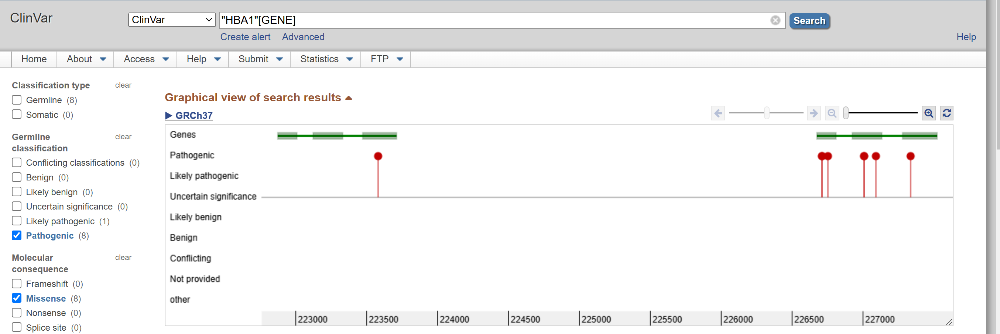 ClinVar
ClinVar
"HBA1"[GENE]
Search
Create alert Advanced
Help
Home About Access Help Submit Statistics FTP
Classification type clear
Germline (8)
Somatic (0)
Germline classification clear
Conflicting classifications (0)
Benign (0)
Likely benign (0)
Uncertain significance (0)
Likely pathogenic (1)
Pathogenic (8)
Molecular consequence clear
Frameshift (0)
Missense (8)
Nonsense (0)
Splice site (0)
Graphical view of search results
GRCh37
Genes
Pathogenic
Likely pathogenic
Uncertain significance
Likely benign
Benign
Conflicting
Not provided
other
223000 223500 224000 224500 225000 225500 226000 226500 227000